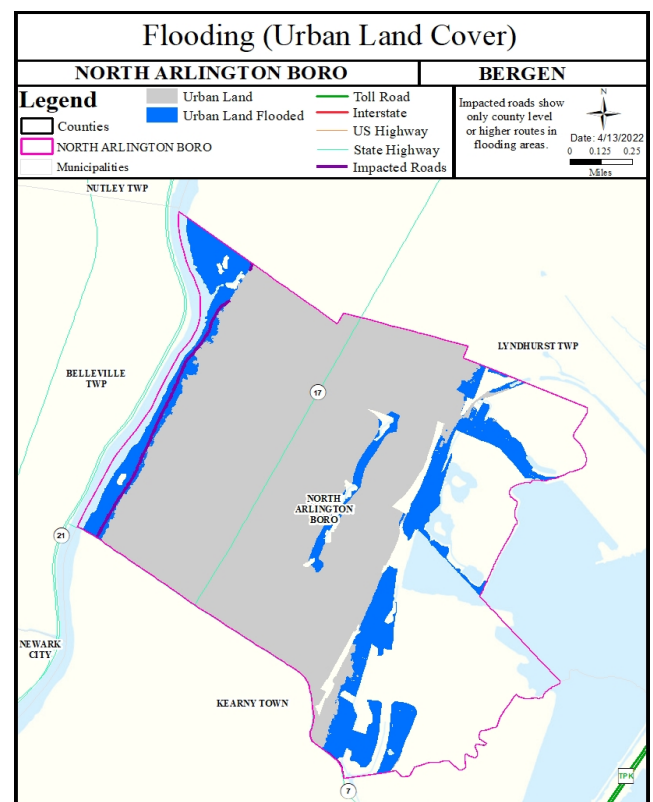 Flooding (Urban Land Cover)
NORTH ARLINGTON BORO
BERGEN
Legend
Counties
NORTH ARLINGTON BORO
Municipalities
Urban Land
Urban Land Flooded
Toll Road
Interstate
US Highway
State Highway
Impacted Roads
Impacted roads show
only county level
or higher routes in
flooding areas.
N
Date: 4/13/2022
0 0.125 0.25
Miles
NUTLEY TWP
LYNDHURST TWP
BELLEVILLE
TWP
17
NORTH
ARLINGTON
BORO
21
NEWARK
CITY
KEARNY TOWN
TPK
7